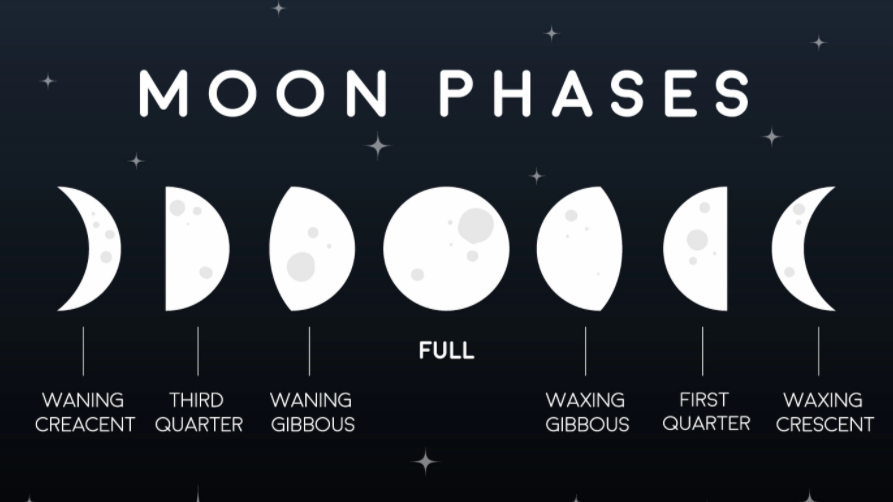 MOON PHASES
FULL
WANING
CREACENT
THIRD
QUARTER
WANING
GIBBOUS
WAXING
GIBBOUS
FIRST
QUARTER
WAXING
CRESCENT